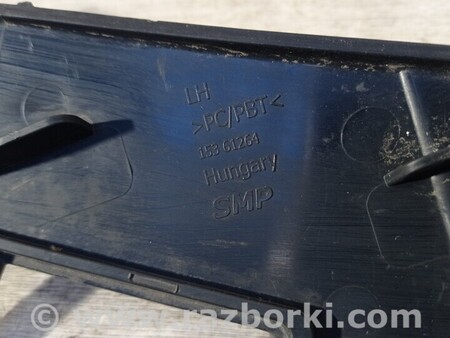 LH
>PC/PBT<
153 61264
Hungary
SMP
razborki.com